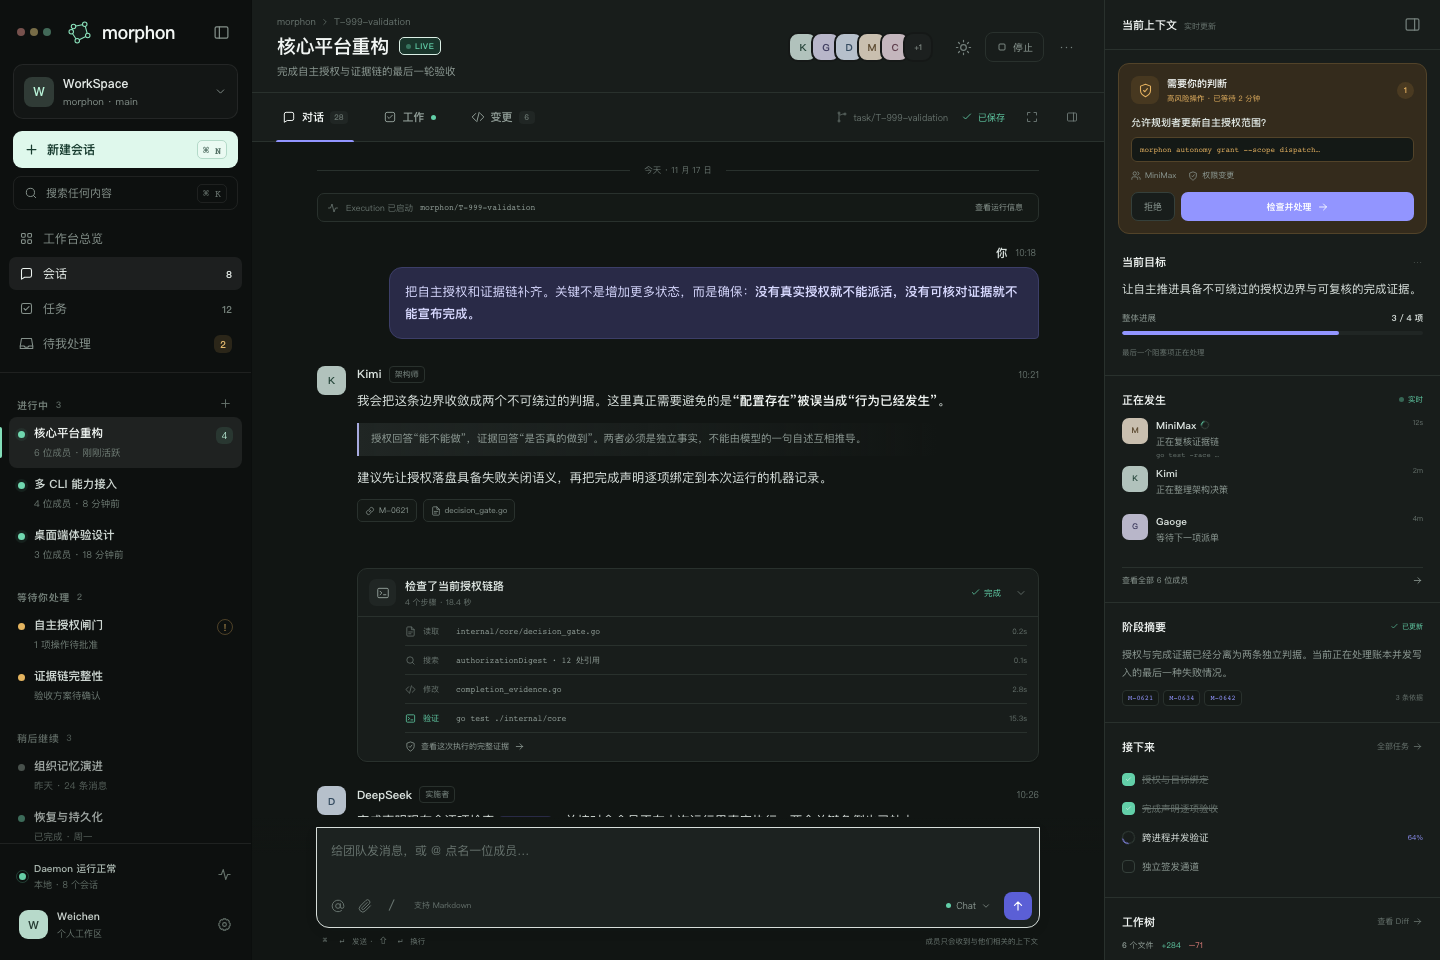 morphon
W
WorkSpace
morphon · main
新建会话
⌘ N
搜索任何内容
⌘ K
工作台总览
会话
8
任务
12
待我处理
2
进行中 3
核心平台重构
4
6 位成员 · 刚刚活跃
多 CLI 能力接入
4 位成员 · 8 分钟前
桌面端体验设计
3 位成员 · 18 分钟前
等待你处理 2
自主授权闸门
!
1 项操作待批准
证据链完整性
验收方案待确认
稍后继续 3
组织记忆演进
昨天 · 24 条消息
恢复与持久化
已完成 · 周一
Daemon 运行正常
本地 · 8 个会话
W
Weichen
个人工作区
morphon > T-999-validation
核心平台重构
LIVE
完成自主授权与证据链的最后一轮验收
K
G
D
M
C
+1
停止
···
对话 28
工作
变更 6
task/T-999-validation
已保存
今天 · 11 月 17 日
Execution 已启动 morphon/T-999-validation
查看运行信息
你 10:18
把自主授权和证据链补齐。关键不是增加更多状态，而是确保：没有真实授权就不能派活，没有可核对证据就不
能宣布完成。
K
Kimi 架构师
10:21
我会把这条边界收敛成两个不可绕过的判据。这里真正需要避免的是“配置存在”被误当成“行为已经发生”。
授权回答“能不能做”，证据回答“是否真的做到”。两者必须是独立事实，不能由模型的一句自述互相推导。
建议先让授权落盘具备失败关闭语义，再把完成声明逐项绑定到本次运行的机器记录。
M-0621
decision_gate.go
检查了当前授权链路
4 个步骤 · 18.4 秒
完成
读取 internal/core/decision_gate.go 0.2s
搜索 authorizationDigest · 12 处引用 0.1s
修改 completion_evidence.go 2.8s
验证 go test ./internal/core 15.3s
查看这次执行的完整证据 →
D
DeepSeek 实施者
10:26
给团队发消息，或 @ 点名一位成员…
@
/
支持 Markdown
Chat
⌘ ↵ 发送 · ⇧ ↵ 换行
成员只会收到与他们相关的上下文
当前上下文 实时更新
需要你的判断
高风险操作 · 已等待 2 分钟
1
允许规划者更新自主授权范围?
morphon autonomy grant --scope dispatch…
MiniMax
权限变更
拒绝
检查并处理 →
当前目标
···
让自主推进具备不可绕过的授权边界与可复核的完成证据。
整体进展
3 / 4 项
最后一个阻塞项正在处理
正在发生
实时
M
MiniMax
12s
正在复核证据链
go test -race …
K
Kimi
2m
正在整理架构决策
G
Gaoge
4m
等待下一项派单
查看全部 6 位成员 →
阶段摘要
已更新
授权与完成证据已经分离为两条独立判据。当前正在处理账本并发写
入的最后一种失败情况。
M-0621
M-0634
M-0642
3 条依据
接下来
全部任务 →
授权与目标绑定
完成声明逐项验收
跨进程并发验证
64%
独立签发通道
工作树
查看 Diff →
6 个文件 +284 −71